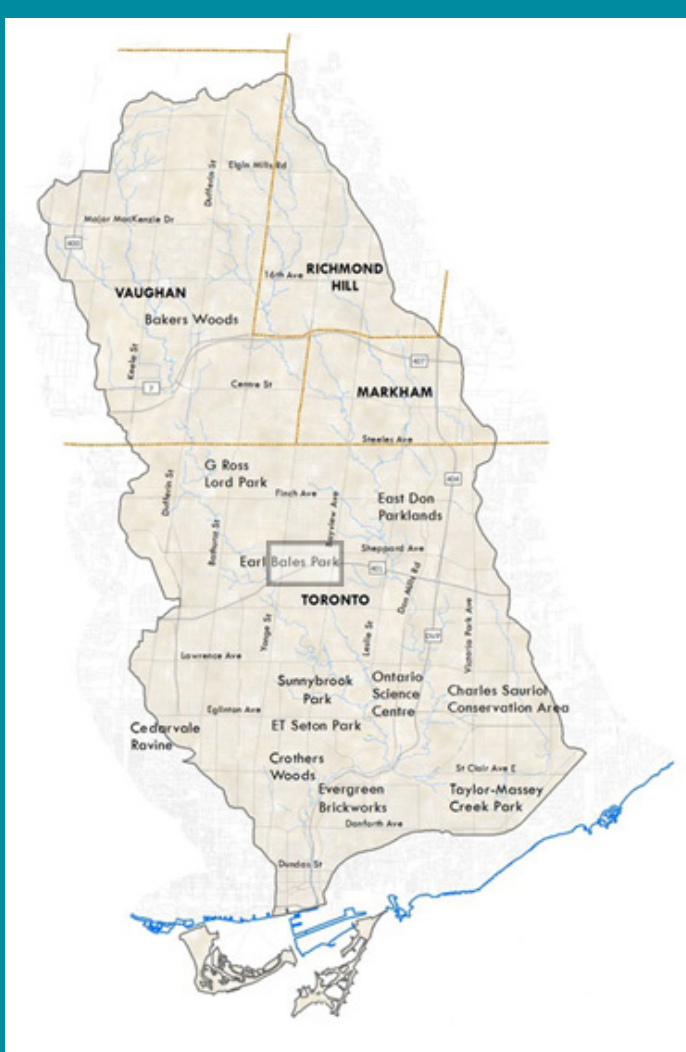 Elgin Mills Rd
Dufferin St
Major MacKenzie Dr
400
16th Ave
RICHMOND
HILL
VAUGHAN
Bakers Woods
Keele St
7
407
Centre St
MARKHAM
Steeles Ave
G Ross
Lord Park
Dufferin St
404
Finch Ave
Bayview Ave
East Don
Parklands
Bathurst St
Sheppard Ave
Earl Bales Park
401
Don Mills Rd
TORONTO
Yonge St
Leslie St
DVP
Victoria Park Ave
Lawrence Ave
Sunnybrook
Park
Ontario
Science
Centre
Charles Sauriol
Conservation Area
Eglinton Ave
Cedarvale
Ravine
ET Seton Park
Crothers
Woods
St Clair Ave E
Evergreen
Brickworks
Taylor-Massey
Creek Park
Danforth Ave
Dundas St